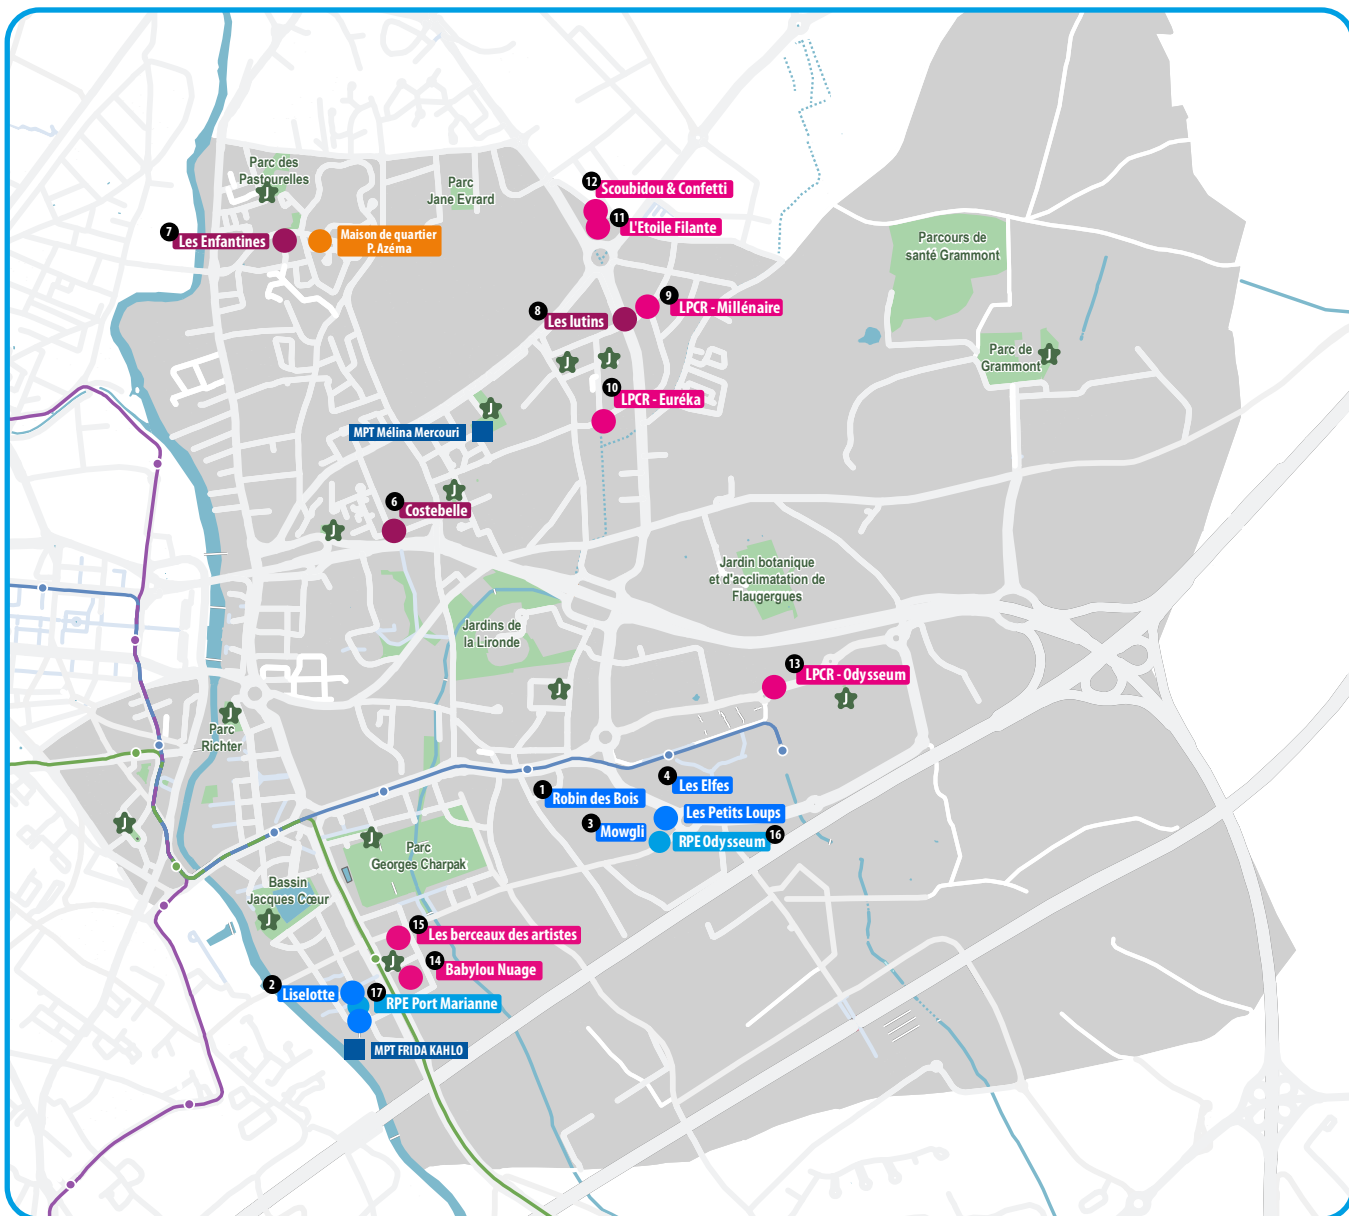 Parc des
Pastourelles
J
Parc
Jane Evrard
12
Scoubidou & Confetti
11
L'Etoile Filante
7
Les Enfantines
Maison de quartier
P. Azéma
Parcours de
santé Grammont
9
LPCR - Millénaire
8
Les lutins
J
J
Parc de
Grammont
J
10
LPCR - Euréka
J
MPT Mélina Mercouri
J
6
Costebelle
J
Jardin botanique
et d'acclimatation de
Flaugergues
Jardins de
la Lironde
13
LPCR - Odysseum
J
J
J
Parc
Richter
4
Les Elfes
1
Robin des Bois
Les Petits Loups
3
Mowgli
RPE Odysseum
16
J
J
Parc
Georges Charpak
Bassin
Jacques Cœur
J
15
Les berceaux des artistes
J
14
Babylou Nuage
2
Liselotte
17
RPE Port Marianne
MPT FRIDA KAHLO